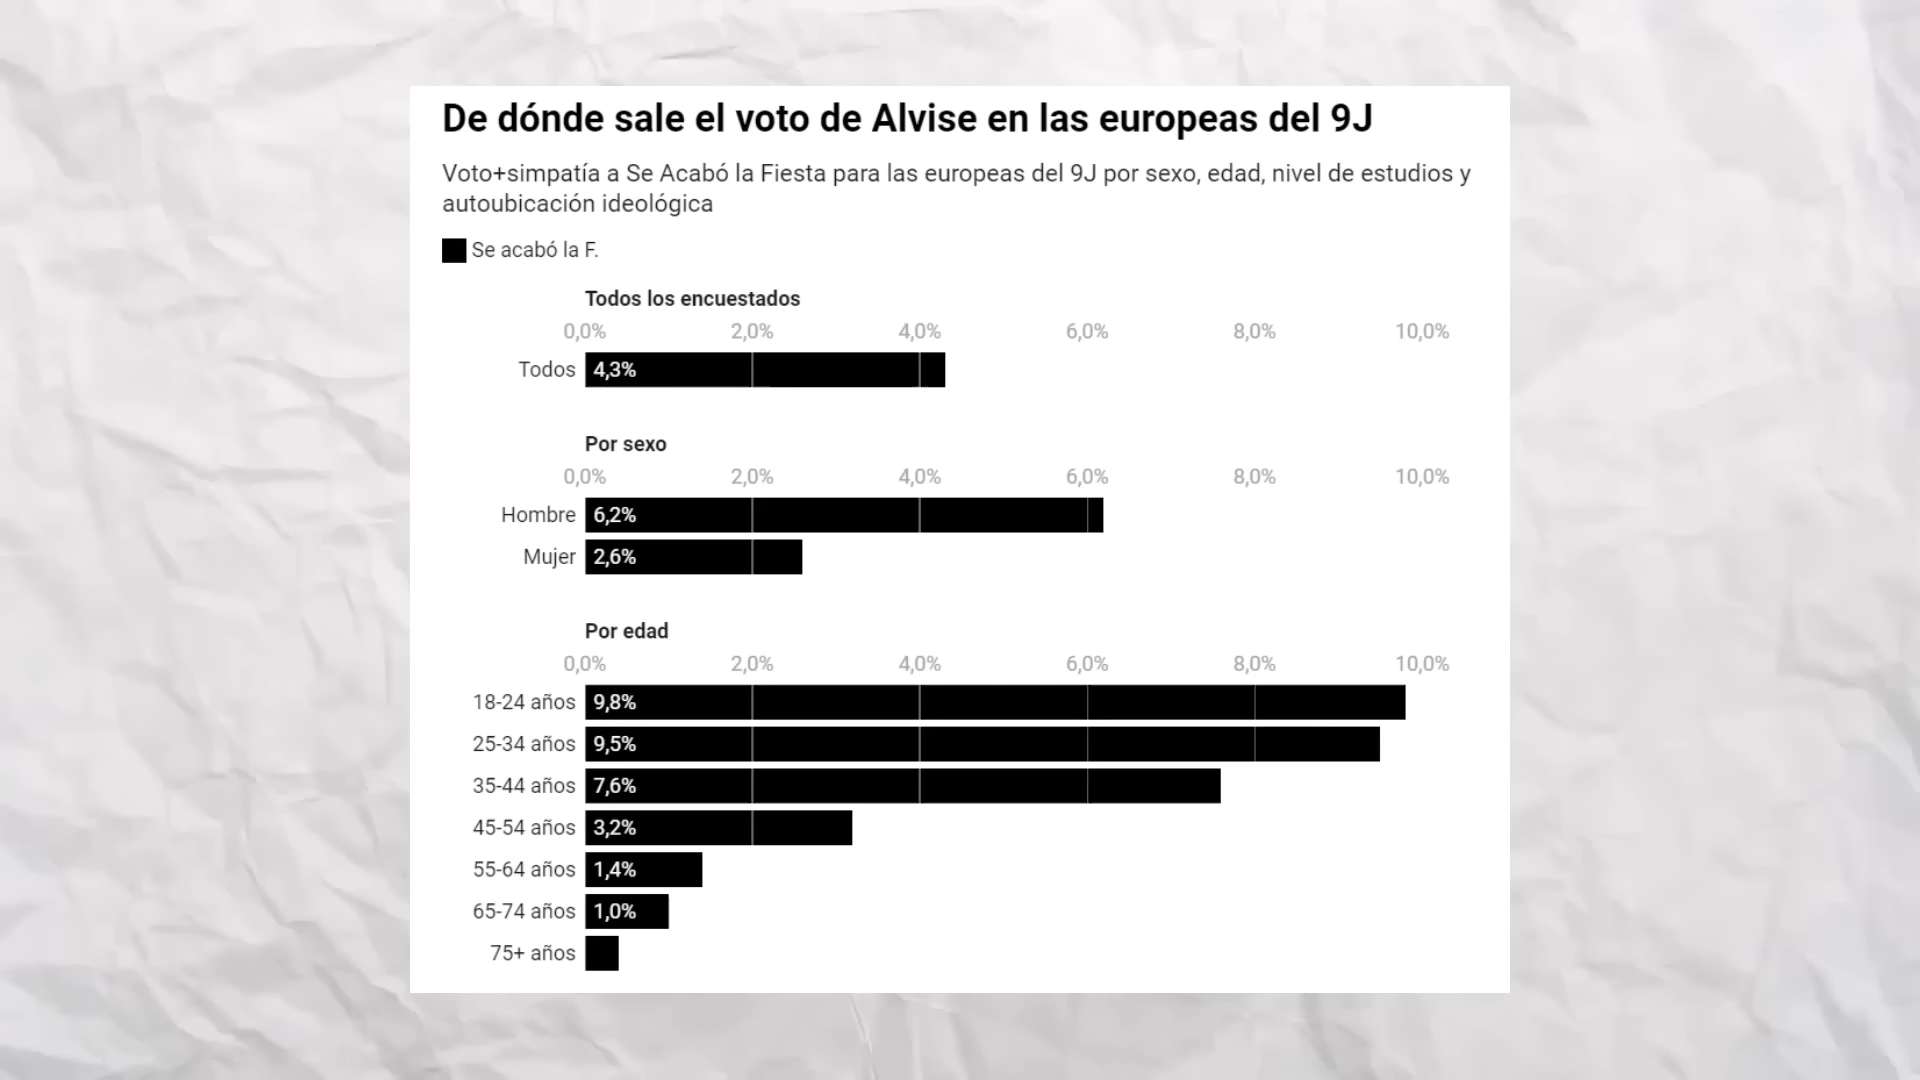 De dónde sale el voto de Alvise en las europeas del 9J
Voto+simpatía a Se Acabó la Fiesta para las europeas del 9J por sexo, edad, nivel de estudios y
autoubicación ideológica
Se acabó la F.
Todos los encuestados
0,0% 2,0% 4,0% 6,0% 8,0% 10,0%
Todos 4,3%
Por sexo
0,0% 2,0% 4,0% 6,0% 8,0% 10,0%
Hombre 6,2%
Mujer 2,6%
Por edad
0,0% 2,0% 4,0% 6,0% 8,0% 10,0%
18-24 años 9,8%
25-34 años 9,5%
35-44 años 7,6%
45-54 años 3,2%
55-64 años 1,4%
65-74 años 1,0%
75+ años